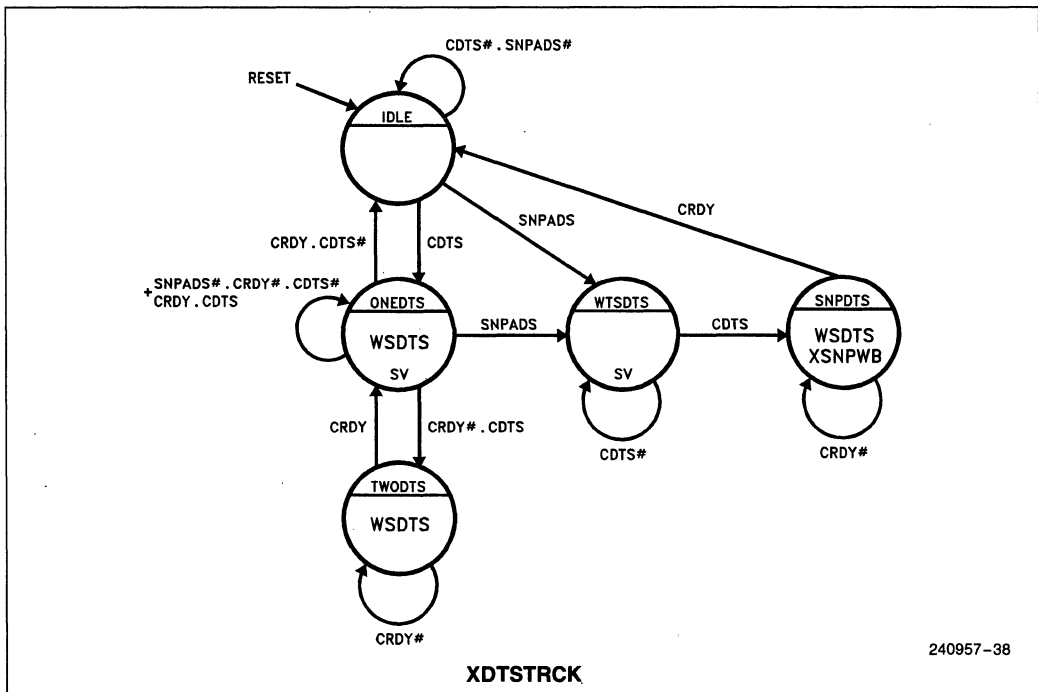 CDTS# . SNPADS#
RESET
IDLE
CRDY
SNPADS
CRDY . CDTS#
CDTS
+SNPADS# . CRDY# . CDTS#
CRDY . CDTS
ONEDTS
WSDTS
SV
SNPADS
WTSDTS
SV
CDTS
SNPDTS
WSDTS
XSNPWB
CRDY
CRDY# . CDTS
CDTS#
CRDY#
TWODTS
WSDTS
CRDY#
240957–38
XDTSTRCK